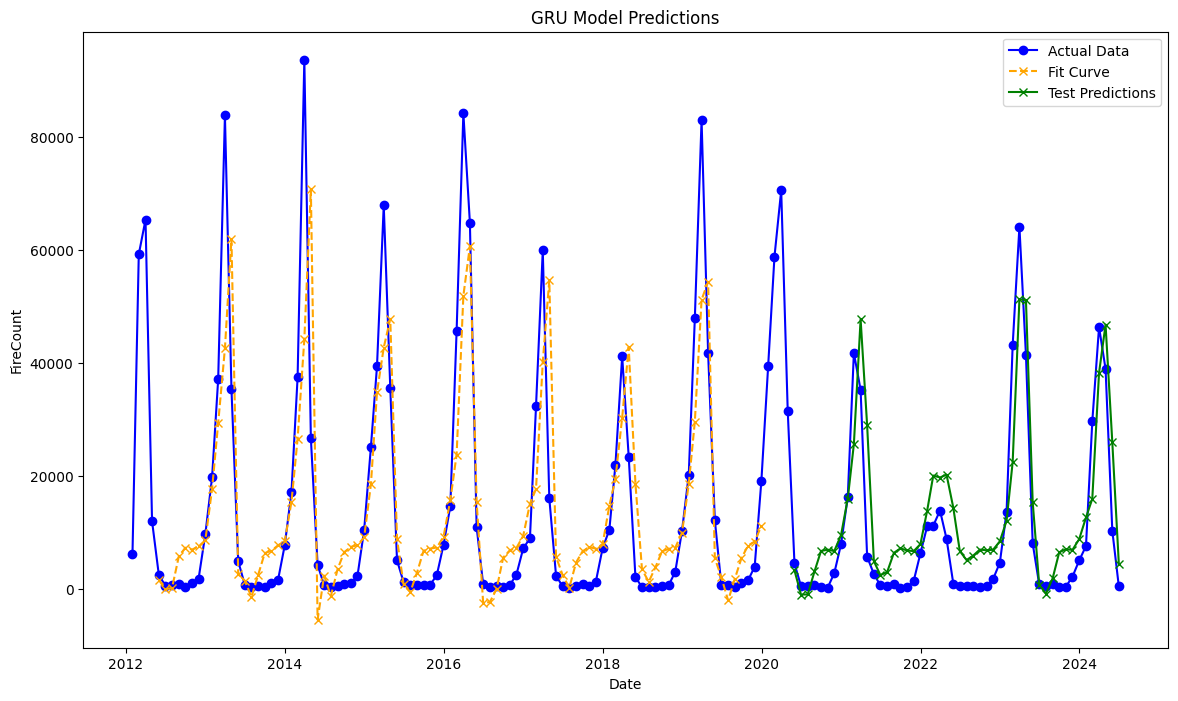 GRU Model Predictions
Actual Data
Fit Curve
Test Predictions
FireCount
80000
60000
40000
20000
0
2012
2014
2016
2018
2020
2022
2024
Date